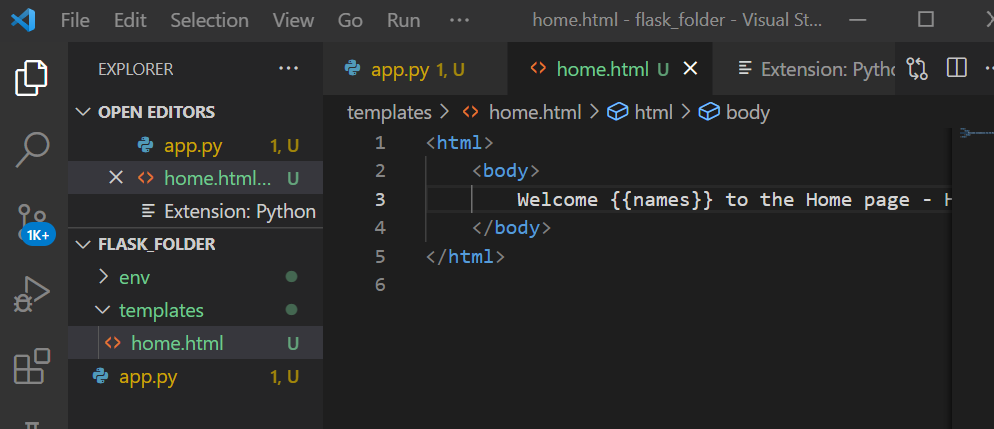 File Edit Selection View Go Run ··· home.html - flask_folder - Visual St...
EXPLORER ···
app.py 1, U home.html U Extension: Pythc
OPEN EDITORS
templates > home.html > html > body
app.py 1, U
home.html... U
Extension: Python
1 <html>
2 <body>
3 Welcome {{names}} to the Home page - H
4 </body>
5 </html>
6
1K+
FLASK_FOLDER
env
templates
home.html U
app.py 1, U